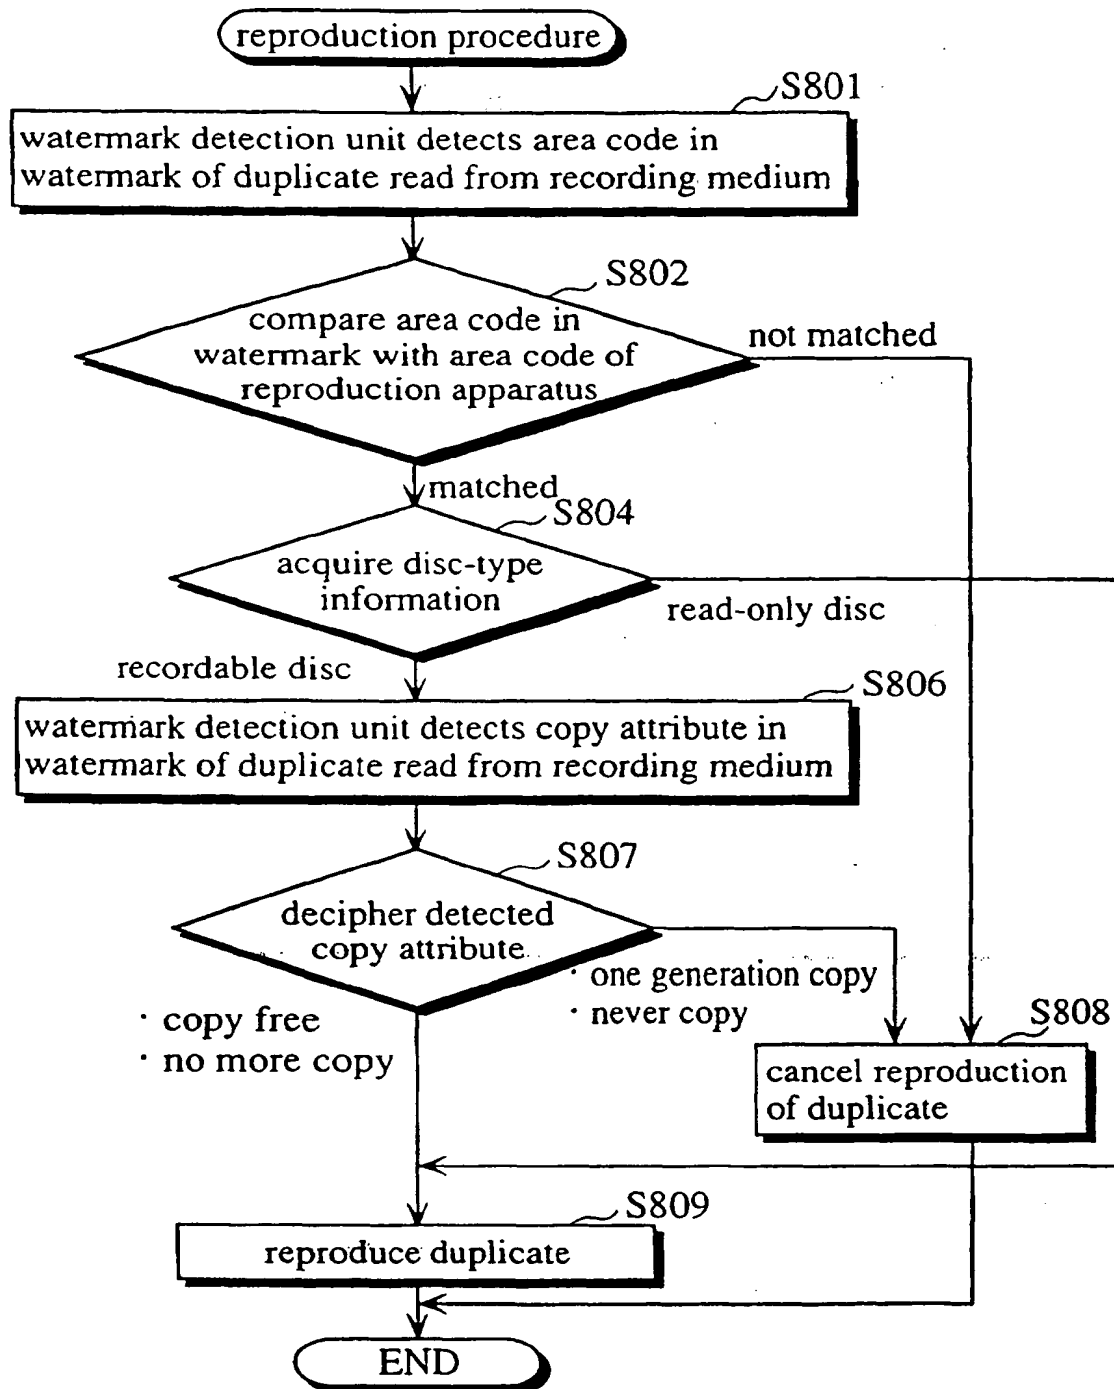 reproduction procedure
S801
watermark detection unit detects area code in
watermark of duplicate read from recording medium
S802
compare area code in
watermark with area code of
reproduction apparatus
not matched
matched
S804
acquire disc-type
information
read-only disc
recordable disc
S806
watermark detection unit detects copy attribute in
watermark of duplicate read from recording medium
S807
decipher detected
copy attribute
· one generation copy
· never copy
· copy free
· no more copy
S808
cancel reproduction
of duplicate
S809
reproduce duplicate
END